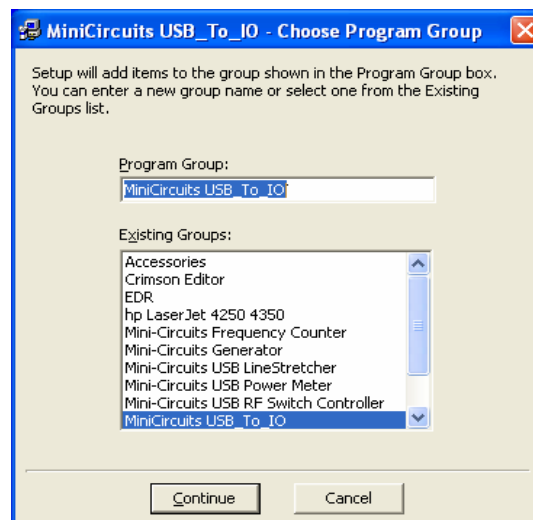 MiniCircuits USB_To_IO - Choose Program Group
Setup will add items to the group shown in the Program Group box.
You can enter a new group name or select one from the Existing
Groups list.
Program Group:
MiniCircuits USB_To_IO
Existing Groups:
Accessories
Crimson Editor
EDR
hp LaserJet 4250 4350
Mini-Circuits Frequency Counter
Mini-Circuits Generator
Mini-Circuits USB LineStretcher
Mini-Circuits USB Power Meter
Mini-Circuits USB RF Switch Controller
MiniCircuits USB_To_IO
Continue
Cancel